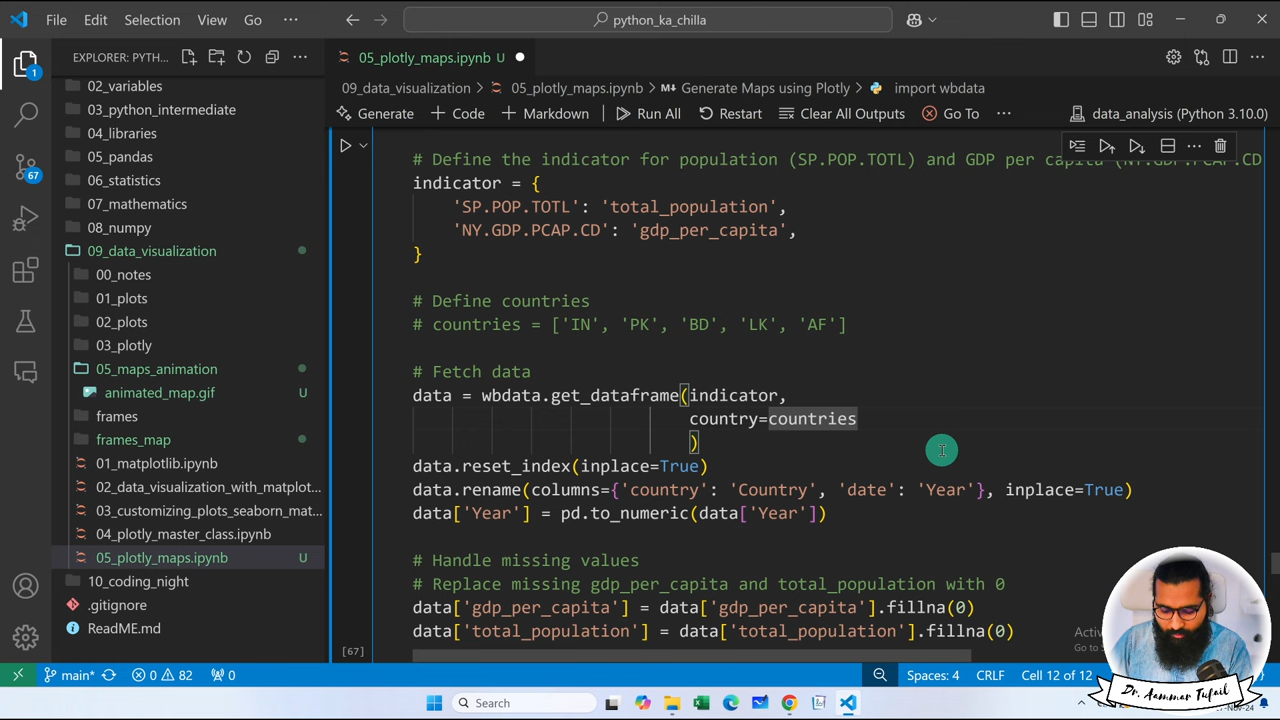 File Edit Selection View Go ···
python_ka_chilla
EXPLORER: PYTH...
02_variables
03_python_intermediate
04_libraries
05_pandas
06_statistics
07_mathematics
08_numpy
09_data_visualization
00_notes
01_plots
02_plots
03_plotly
05_maps_animation
animated_map.gif U
frames
frames_map
01_matplotlib.ipynb
02_data_visualization_with_matplot...
03_customizing_plots_seaborn_mat...
04_plotly_master_class.ipynb
05_plotly_maps.ipynb U
10_coding_night
.gitignore
ReadME.md
1
67
05_plotly_maps.ipynb U
09_data_visualization > 05_plotly_maps.ipynb > M↓ Generate Maps using Plotly > import wbdata
Generate + Code + Markdown Run All Restart Clear All Outputs Go To ··· data_analysis (Python 3.10.0)
# Define the indicator for population (SP.POP.TOTL) and GDP per capita (NY.GDP.PCAP.CD
indicator = {
'SP.POP.TOTL': 'total_population',
'NY.GDP.PCAP.CD': 'gdp_per_capita',
}
# Define countries
# countries = ['IN', 'PK', 'BD', 'LK', 'AF']
# Fetch data
data = wbdata.get_dataframe(indicator,
country=countries
)
data.reset_index(inplace=True)
data.rename(columns={'country': 'Country', 'date': 'Year'}, inplace=True)
data['Year'] = pd.to_numeric(data['Year'])
# Handle missing values
# Replace missing gdp_per_capita and total_population with 0
data['gdp_per_capita'] = data['gdp_per_capita'].fillna(0)
data['total_population'] = data['total_population'].fillna(0)
[67]
main* 0 82 0 Spaces: 4 CRLF Cell 12 of 12
Search
Dr. Aammar Tufail